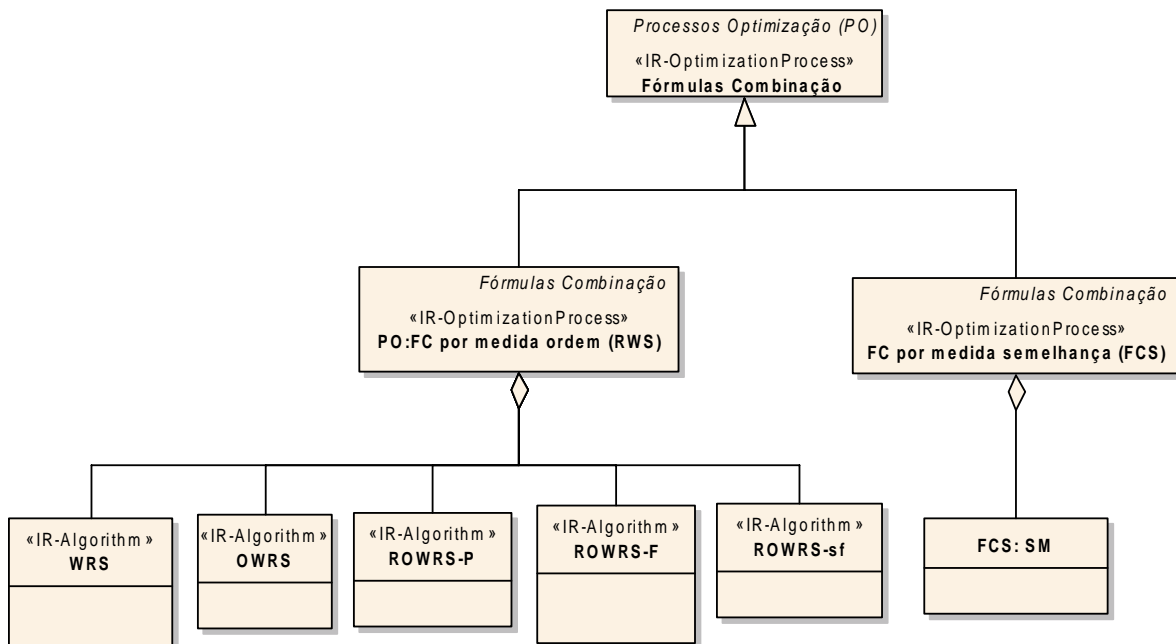 Processos Optimização (PO)
«IR-OptimizationProcess»
Fórmulas Combinação
Fórmulas Combinação
«IR-OptimizationProcess»
PO:FC por medida ordem (RWS)
Fórmulas Combinação
«IR-OptimizationProcess»
FC por medida semelhança (FCS)
«IR-Algorithm»
WRS
«IR-Algorithm»
OWRS
«IR-Algorithm»
ROWRS-P
«IR-Algorithm»
ROWRS-F
«IR-Algorithm»
ROWRS-sf
FCS: SM